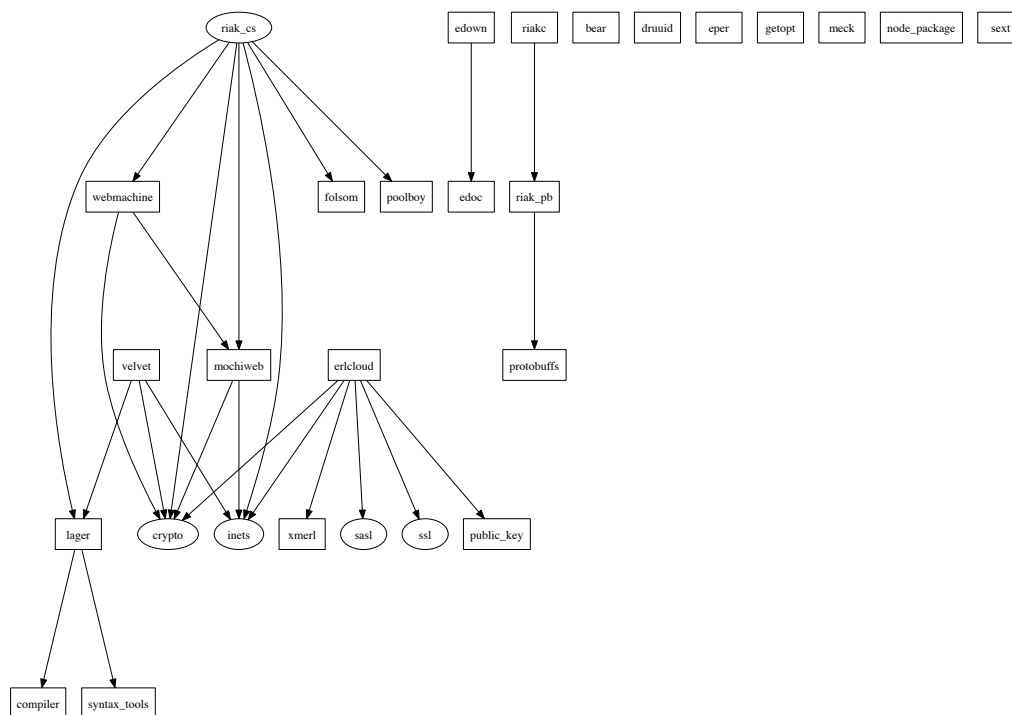 riak_cs edown riakc bear druuid eper getopt meck node_package sext
webmachine folsom poolboy edoc riak_pb
velvet mochiweb erlcloud protobuffs
lager crypto inets xmerl sasl ssl public_key
compiler syntax_tools